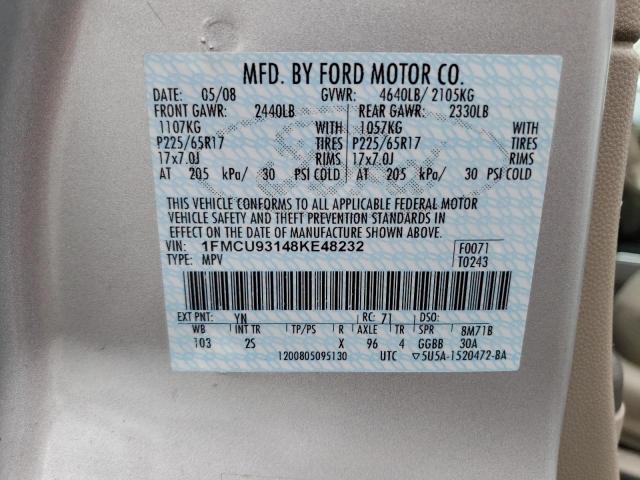 MFD. BY FORD MOTOR CO.
DATE: 05/08 GVWR: 4640LB/ 2105KG
FRONT GAWR: 2440LB REAR GAWR: 2330LB
1107KG WITH 1057KG WITH
P225/65R17 TIRES P225/65R17 TIRES
17x7.0J RIMS 17x7.0J RIMS
AT 205 kPa/ 30 PSI COLD AT 205 kPa/ 30 PSI COLD
THIS VEHICLE CONFORMS TO ALL APPLICABLE FEDERAL MOTOR
VEHICLE SAFETY AND THEFT PREVENTION STANDARDS IN
EFFECT ON THE DATE OF MANUFACTURE SHOWN ABOVE.
VIN: 1FMCU93148KE48232 F0071
TYPE: MPV T0243
EXT PNT: YN RC: 71 DSO:
WB INT TR TP/PS R AXLE TR SPR 8M71B
103 2S X 96 4 GGBB 30A
1200805095130 UTC ▽5U5A-1520472-BA